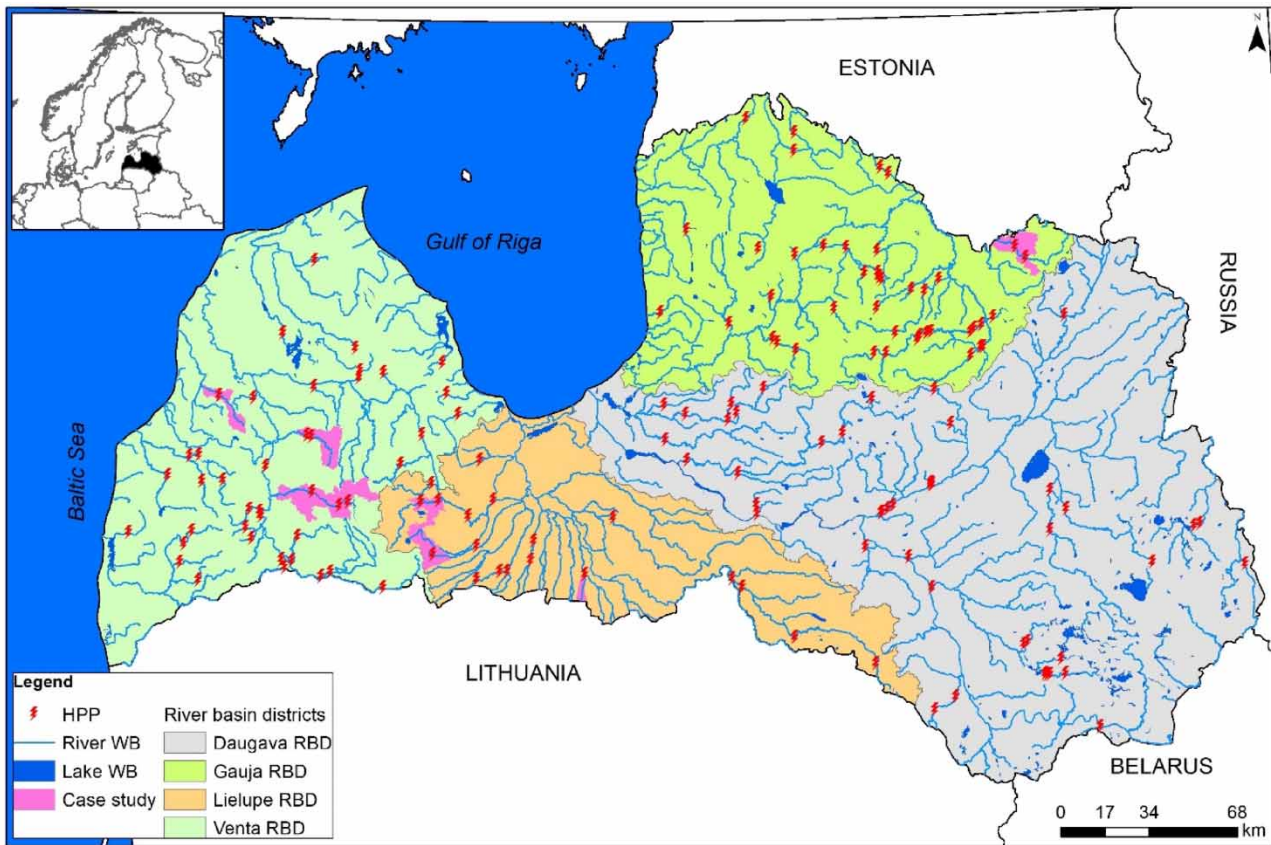 N
ESTONIA
Gulf of Riga
RUSSIA
Baltic Sea
LITHUANIA
BELARUS
Legend
HPP
River WB
Lake WB
Case study
River basin districts
Daugava RBD
Gauja RBD
Lielupe RBD
Venta RBD
0 17 34 68
km